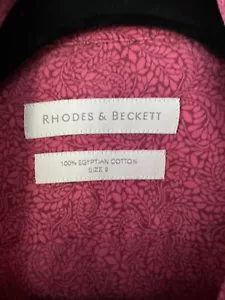 RHODES & BECKETT
100% EGYPTIAN COTTON
SIZE 8